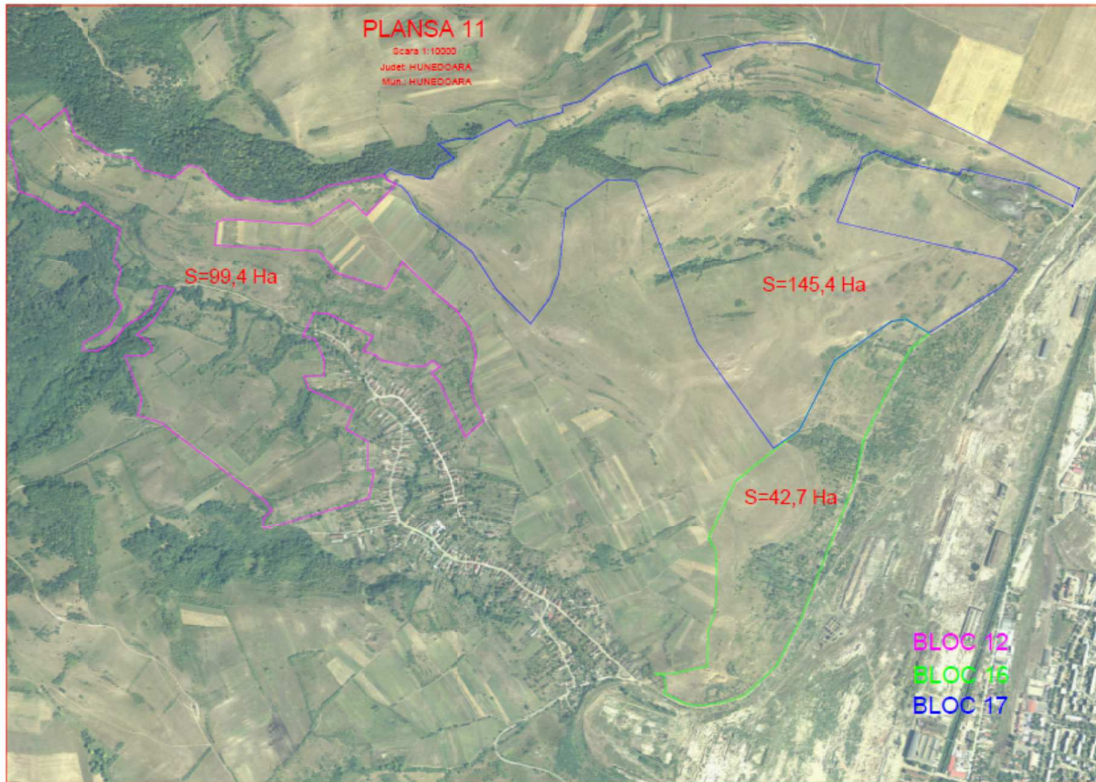 PLANSA 11
Scara 1:10000
Judet: HUNEDOARA
Mun.: HUNEDOARA
S=99,4 Ha
S=145,4 Ha
S=42,7 Ha
BLOC 12
BLOC 16
BLOC 17